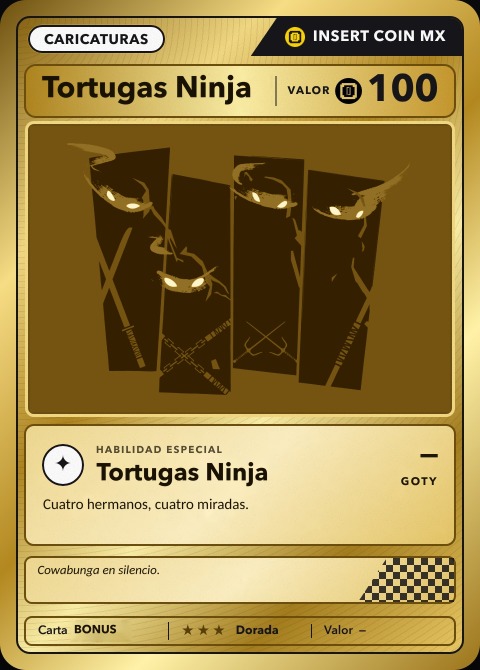 CARICATURAS
INSERT COIN MX
Tortugas Ninja
VALOR 100
HABILIDAD ESPECIAL
Tortugas Ninja
–
GOTY
Cuatro hermanos, cuatro miradas.
Cowabunga en silencio.
Carta BONUS ★ ★ ★ Dorada Valor –